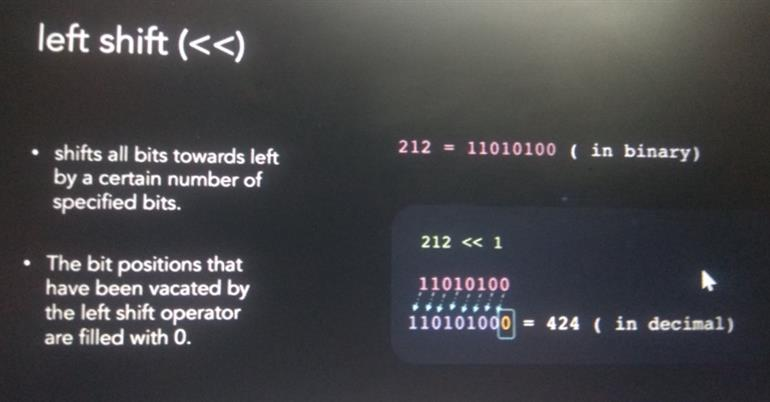 left shift (<<)
• shifts all bits towards left
by a certain number of
specified bits.
• The bit positions that
have been vacated by
the left shift operator
are filled with 0.
212 = 11010100 ( in binary)
212 << 1
11010100
110101000 = 424 ( in decimal)